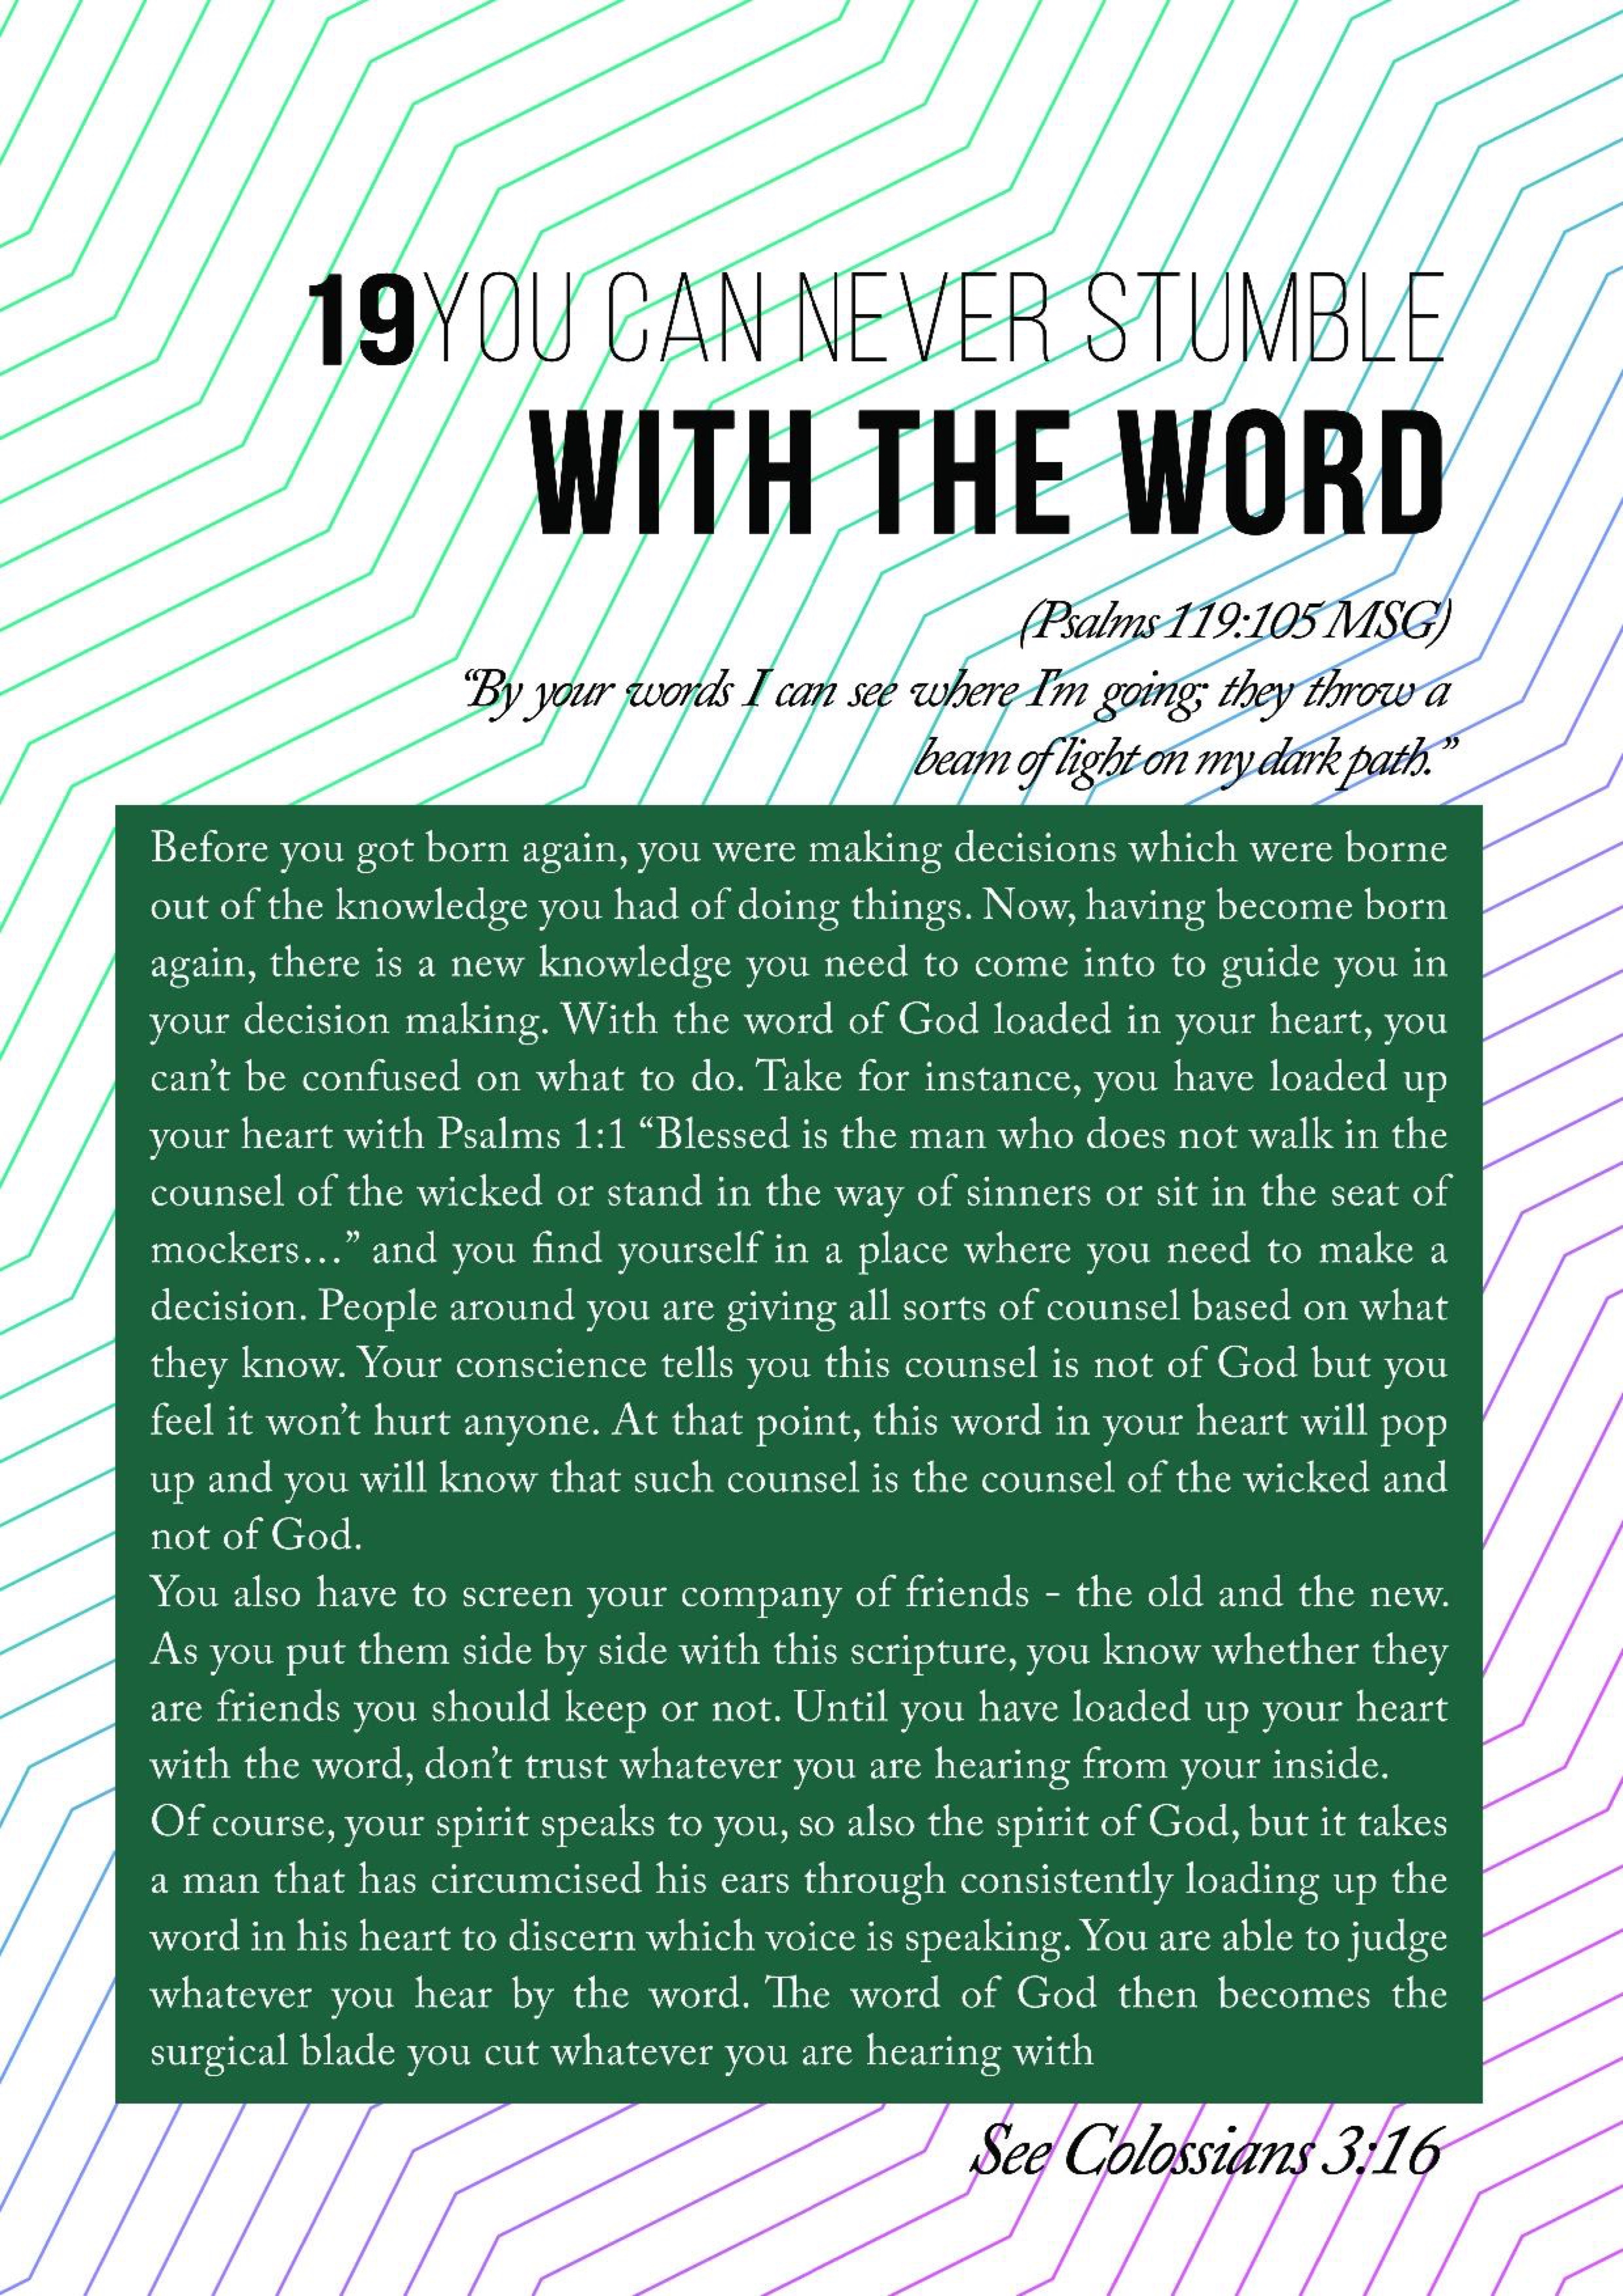 19YOU CAN NEVER STUMBLE
WITH THE WORD
(Psalms 119:105 MSG)
“By your words I can see where I'm going; they throw a
beam of light on my dark path.”
Before you got born again, you were making decisions which were borne
out of the knowledge you had of doing things. Now, having become born
again, there is a new knowledge you need to come into to guide you in
your decision making. With the word of God loaded in your heart, you
can’t be confused on what to do. Take for instance, you have loaded up
your heart with Psalms 1:1 “Blessed is the man who does not walk in the
counsel of the wicked or stand in the way of sinners or sit in the seat of
mockers…” and you find yourself in a place where you need to make a
decision. People around you are giving all sorts of counsel based on what
they know. Your conscience tells you this counsel is not of God but you
feel it won’t hurt anyone. At that point, this word in your heart will pop
up and you will know that such counsel is the counsel of the wicked and
not of God.
You also have to screen your company of friends - the old and the new.
As you put them side by side with this scripture, you know whether they
are friends you should keep or not. Until you have loaded up your heart
with the word, don’t trust whatever you are hearing from your inside.
Of course, your spirit speaks to you, so also the spirit of God, but it takes
a man that has circumcised his ears through consistently loading up the
word in his heart to discern which voice is speaking. You are able to judge
whatever you hear by the word. The word of God then becomes the
surgical blade you cut whatever you are hearing with
See Colossians 3:16